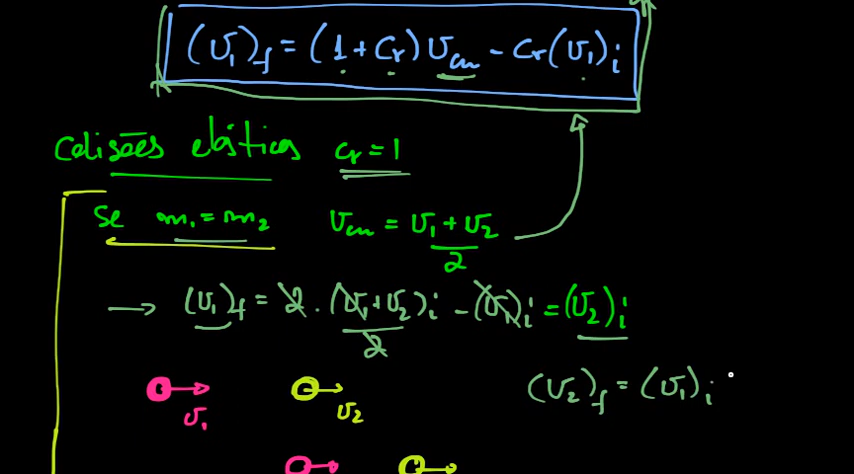 (v₁)f = (1 + Cr) Vcm - Cr (v₁)i
Colisões elásticas Cr = 1
Se m₁ = m₂ Vcm = v₁ + v₂ / 2
→ (v₁)f = 2 . (v₁ + v₂)i / 2 - (v₁)i = (v₂)i
(v₂)f = (v₁)i
v₁ v₂